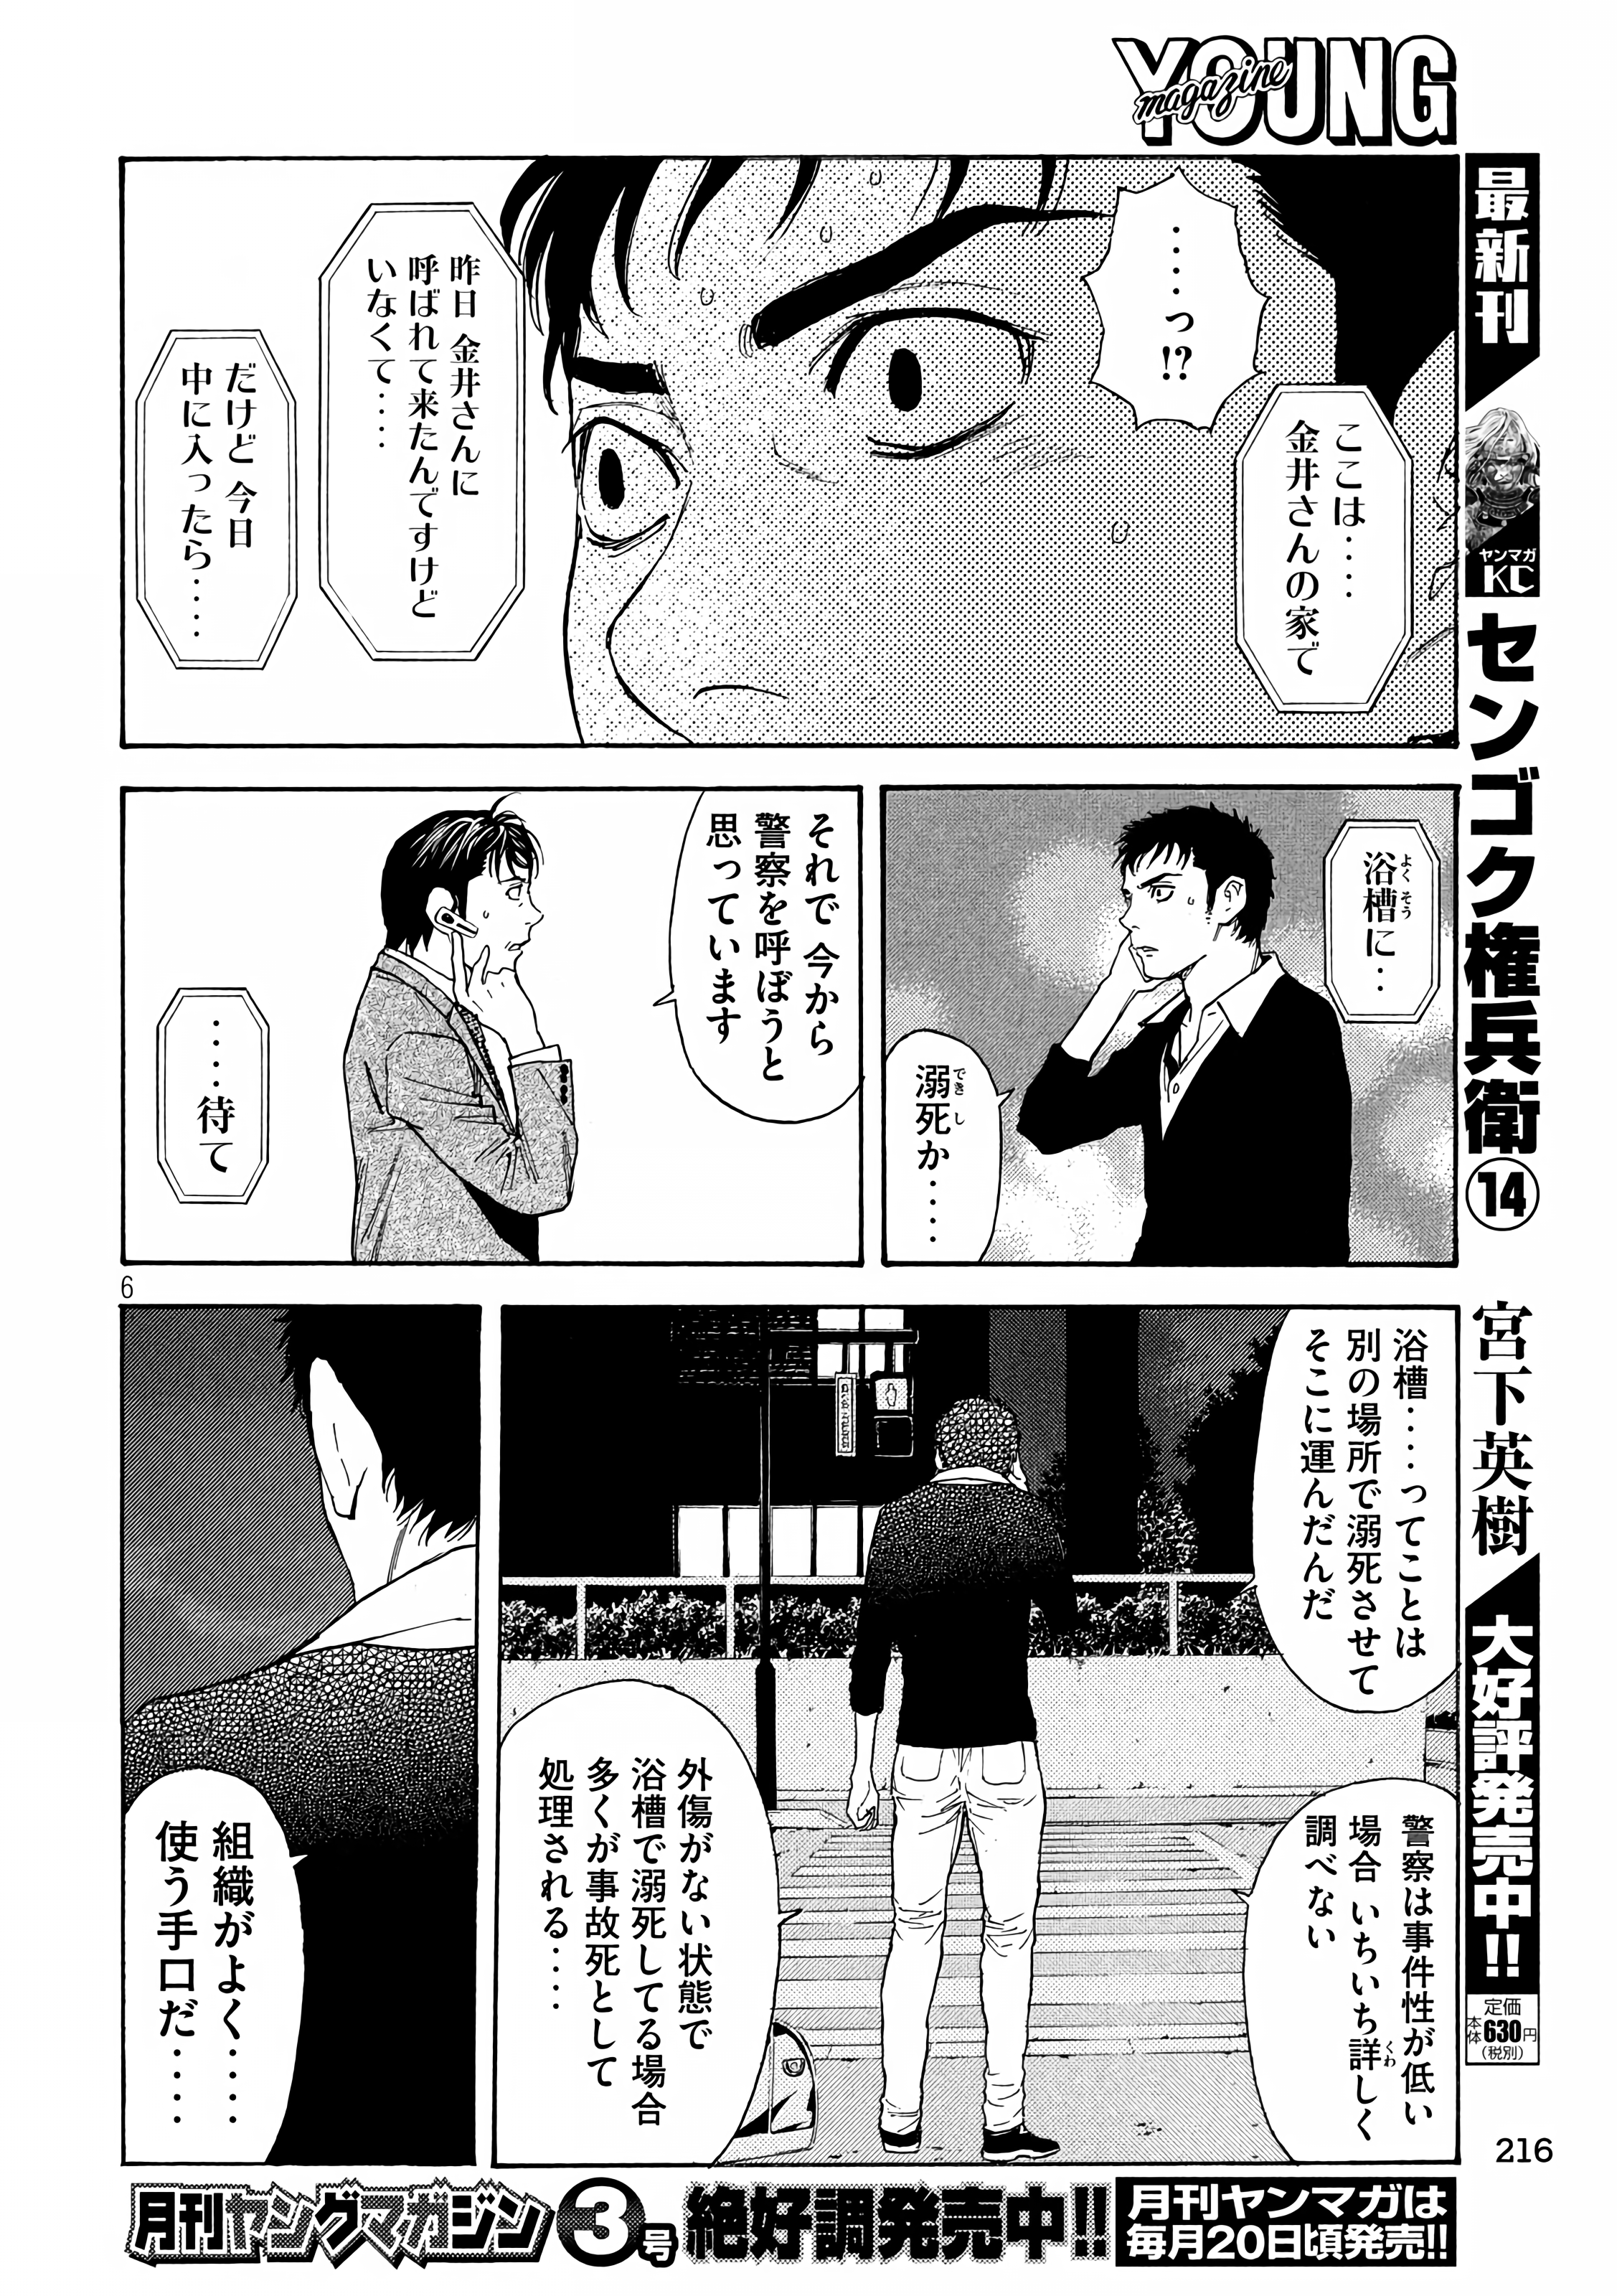 YOUNG
magazine
・・・・・っ!?
ここは・・・・
金井さんの家で
昨日 金井さんに
呼ばれて来たんですけど
いなくて・・・・
だけど 今日
中に入ったら・・・・・
浴槽に・・
よくそう
溺死か・・・・・
できし
それで 今から
警察を呼ぼうと
思っています
・・・・・待て
6
浴槽・・・・ってことは
別の場所で溺死させて
そこに運んだんだ
警察は事件性が低い
場合 いちいち詳しく
くわ
調べない
外傷がない状態で
浴槽で溺死してる場合
多くが事故死として
処理される・・・・
組織がよく・・・・・
使う手口だ・・・・・
最新刊
ヤンマガ
KC
センゴク権兵衛⑭
宮下英樹
大好評発売中!!
定価
本体630円
(税別)
216
月刊ヤングマガジン3号 絶好調発売中!!
月刊ヤンマガは
毎月20日頃発売!!